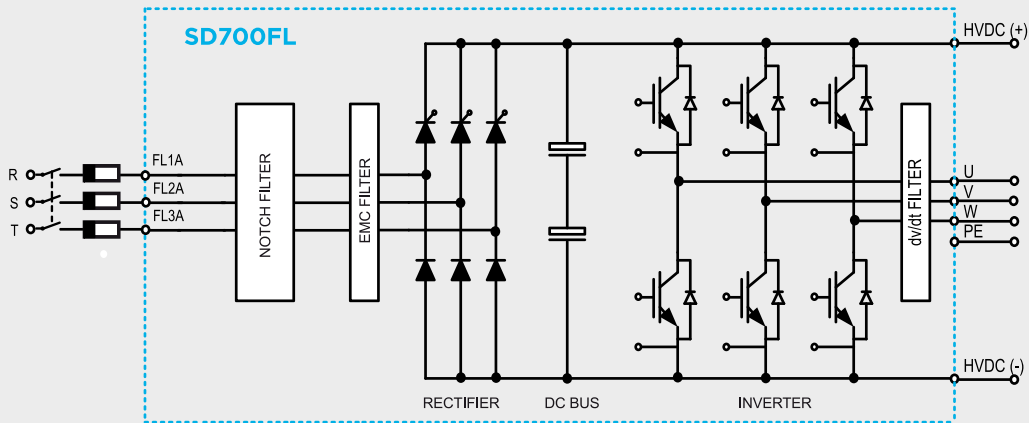 SD700FL
HVDC (+)
FL1A
R
FL2A
S
FL3A
T
NOTCH FILTER
EMC FILTER
dv/dt FILTER
U
V
W
PE
HVDC (-)
RECTIFIER
DC BUS
INVERTER